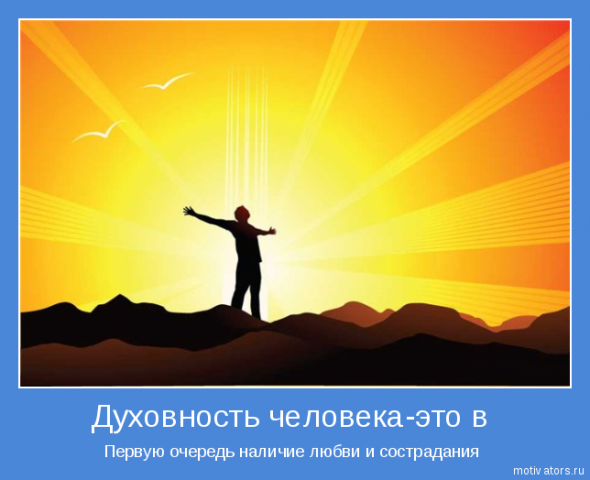 Духовность человека-это в
Первую очередь наличие любви и сострадания
motivators.ru